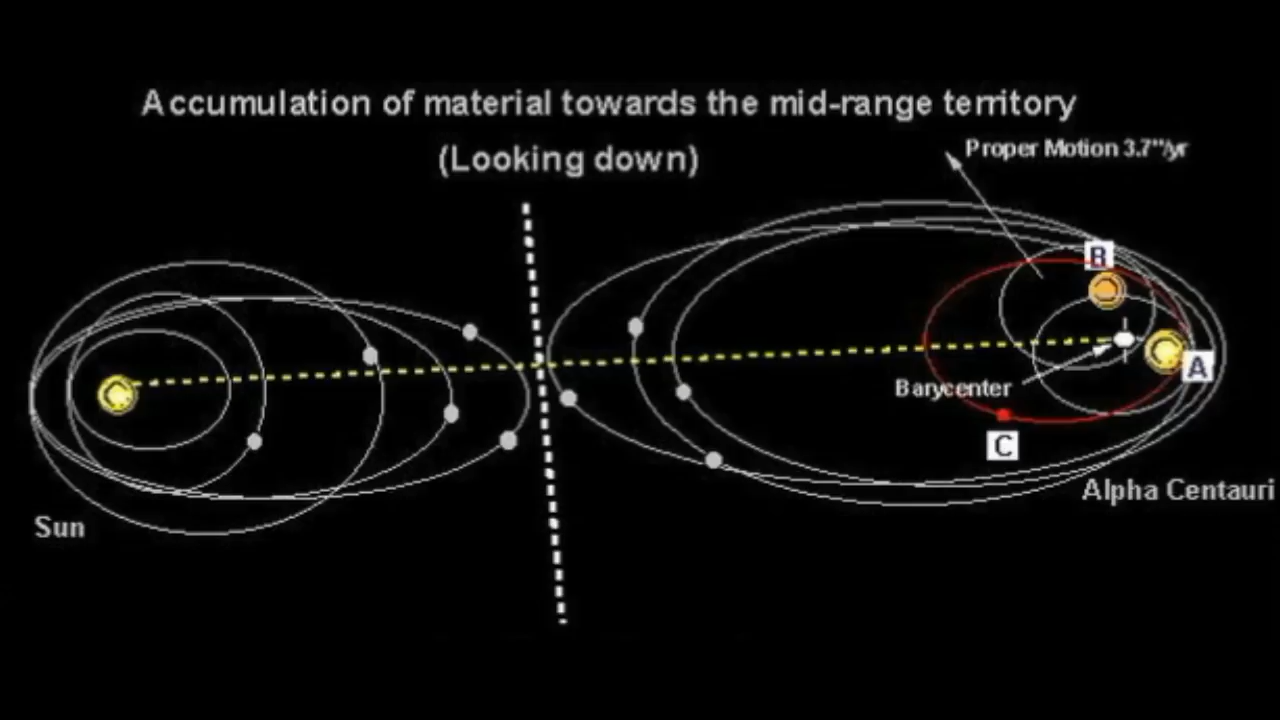 Accumulation of material towards the mid-range territory
(Looking down)
Proper Motion 3.7"/yr
B
Barycenter
A
C
Alpha Centauri
Sun